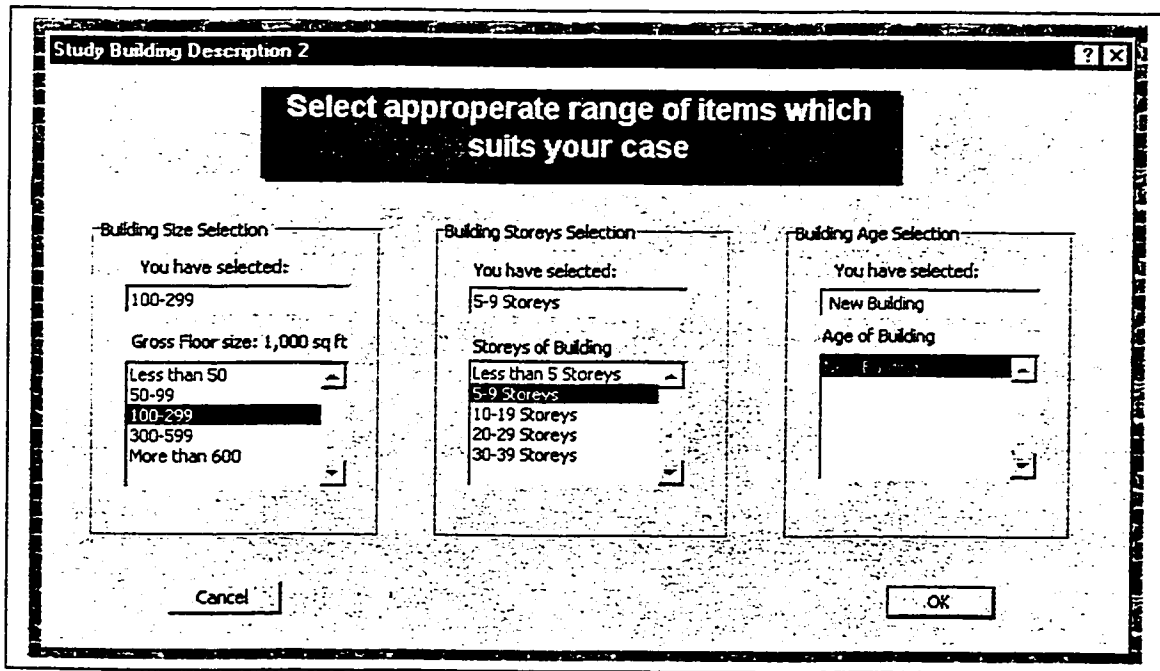 Study Building Description 2
Select approperate range of items which
suits your case
Building Size Selection
You have selected:
100-299
Gross Floor size: 1,000 sq ft
Less than 50
50-99
100-299
300-599
More than 600
Building Storeys Selection
You have selected:
5-9 Storeys
Storeys of Building
Less than 5 Storeys
5-9 Storeys
10-19 Storeys
20-29 Storeys
30-39 Storeys
Building Age Selection
You have selected:
New Building
Age of Building
Cancel
OK